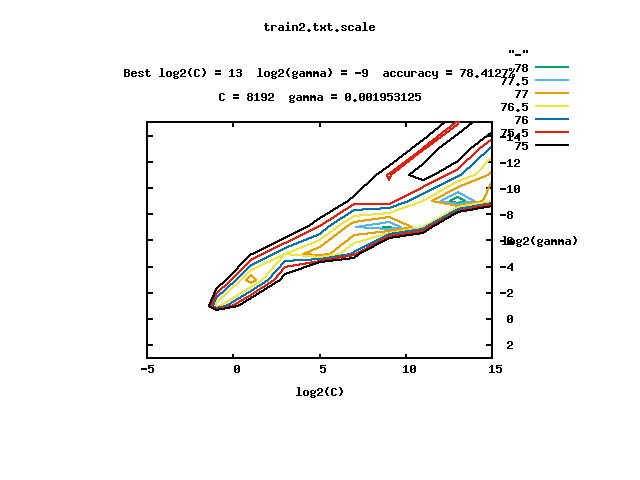 train2.txt.scale
"-"
Best log2(C) = 13  log2(gamma) = -9  accuracy = 78.4127%
78
77.5
C = 8192  gamma = 0.001953125
77
76.5
76
75.5
75
-14
-12
-10
-8
-6
log2(gamma)
-4
-2
0
2
-5 0 5 10 15
log2(C)